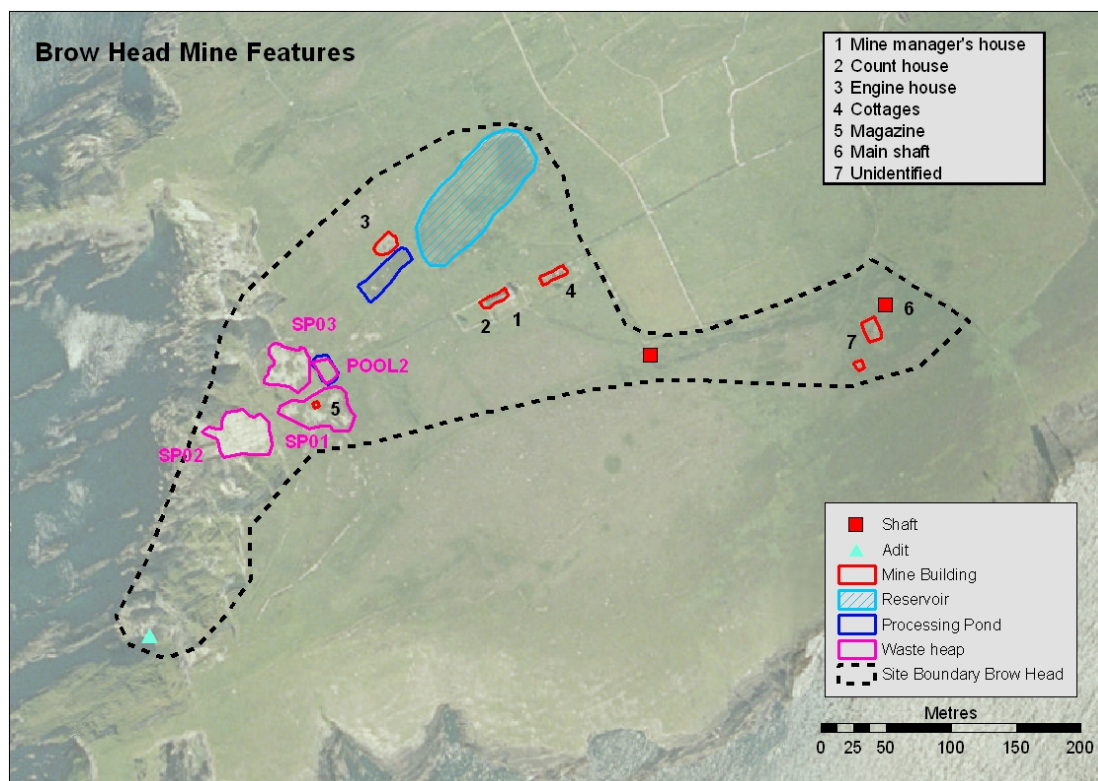 Brow Head Mine Features
1 Mine manager's house
2 Count house
3 Engine house
4 Cottages
5 Magazine
6 Main shaft
7 Unidentified
3
4
1
2
6
7
SP03
POOL2
5
SP01
SP02
Shaft
Adit
Mine Building
Reservoir
Processing Pond
Waste heap
Site Boundary Brow Head
Metres
0 25 50 100 150 200